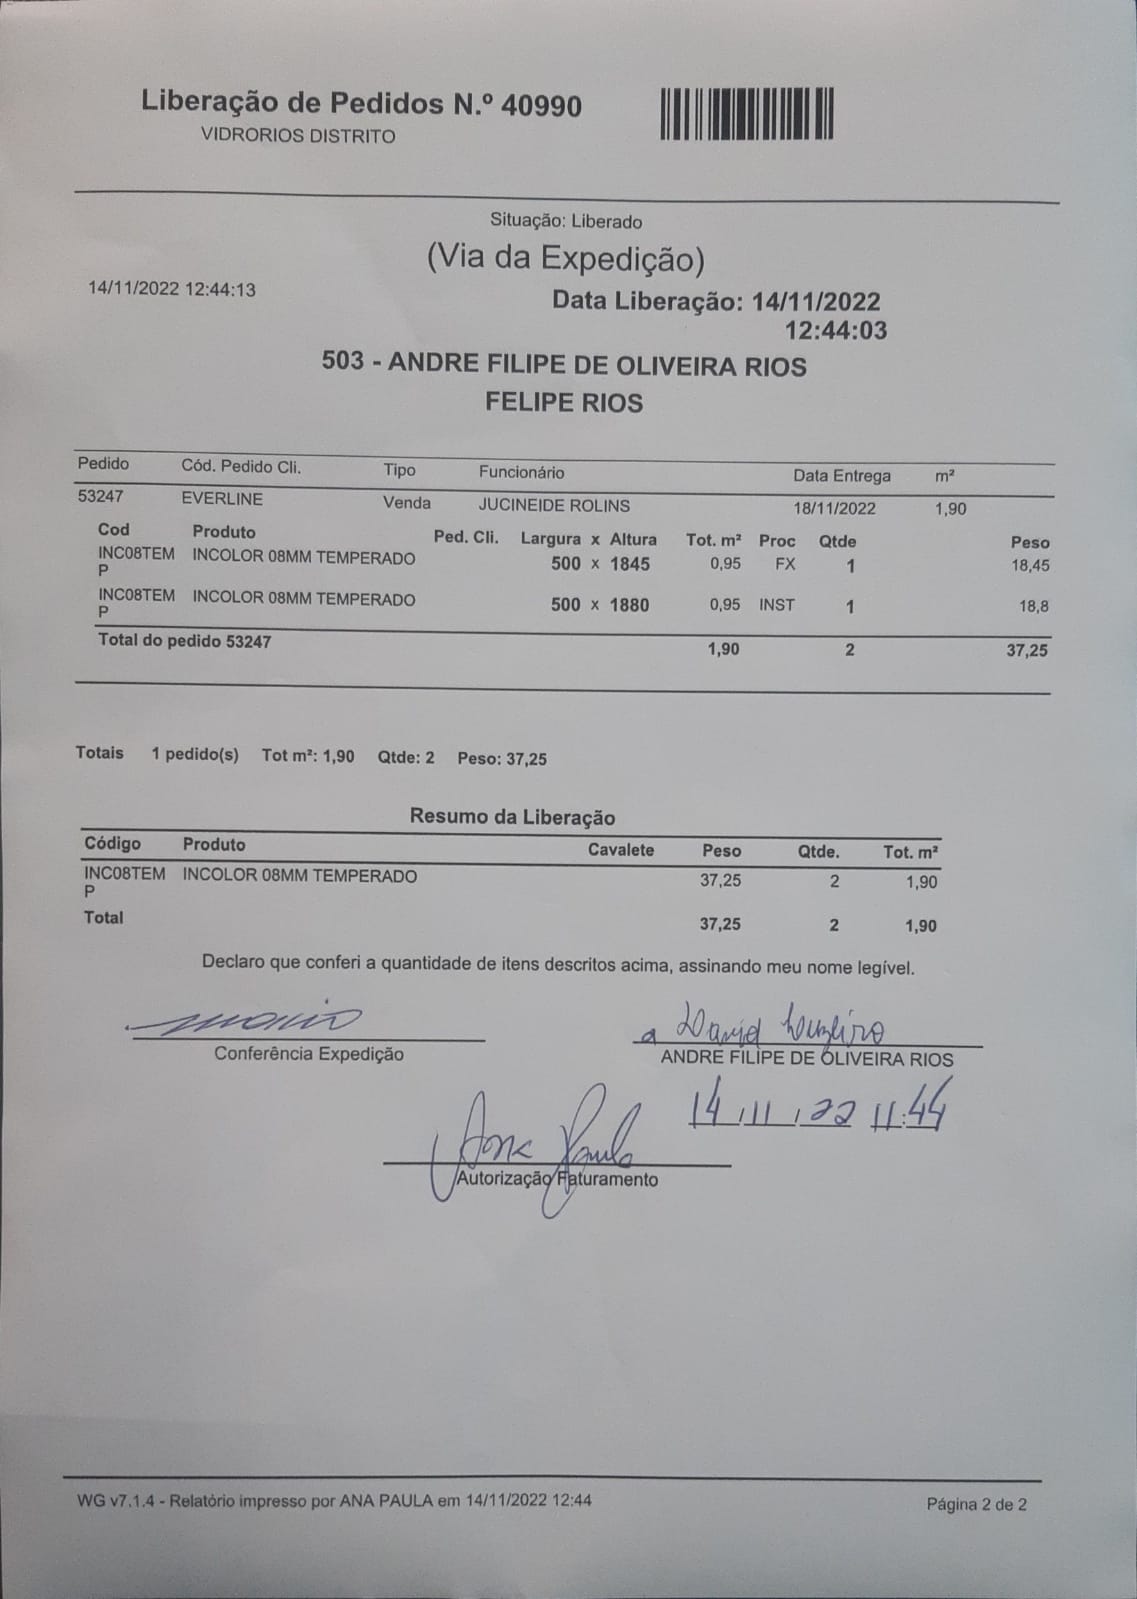 Liberação de Pedidos N.º 40990
VIDRORIOS DISTRITO
Situação: Liberado
(Via da Expedição)
14/11/2022 12:44:13
Data Liberação: 14/11/2022
12:44:03
503 - ANDRE FILIPE DE OLIVEIRA RIOS
FELIPE RIOS
Pedido Cód. Pedido Cli. Tipo Funcionário Data Entrega m²
53247 EVERLINE Venda JUCINEIDE ROLINS 18/11/2022 1,90
Cod Produto Ped. Cli. Largura x Altura Tot. m² Proc Qtde Peso
INC08TEM INCOLOR 08MM TEMPERADO 500 x 1845 0,95 FX 1 18,45
P
INC08TEM INCOLOR 08MM TEMPERADO 500 x 1880 0,95 INST 1 18,8
P
Total do pedido 53247 1,90 2 37,25
Totais 1 pedido(s) Tot m²: 1,90 Qtde: 2 Peso: 37,25
Resumo da Liberação
Código Produto Cavalete Peso Qtde. Tot. m²
INC08TEM INCOLOR 08MM TEMPERADO 37,25 2 1,90
P
Total 37,25 2 1,90
Declaro que conferi a quantidade de itens descritos acima, assinando meu nome legível.
David
Conferência Expedição ANDRE FILIPE DE OLIVEIRA RIOS
14/11/22 11:44
Ana Paula
Autorização Faturamento
WG v7.1.4 - Relatório impresso por ANA PAULA em 14/11/2022 12:44 Página 2 de 2